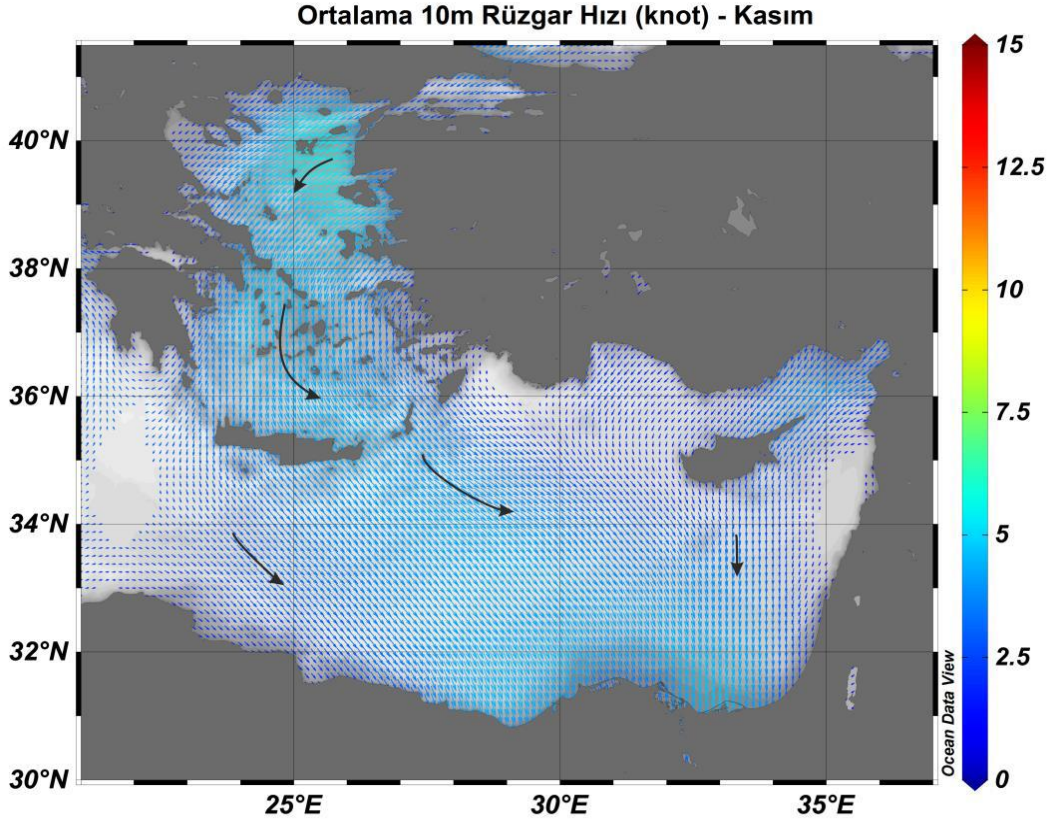 Ortalama 10m Rüzgar Hızı (knot) - Kasım
40°N
38°N
36°N
34°N
32°N
30°N
25°E
30°E
35°E
15
12.5
10
7.5
5
2.5
0
Ocean Data View